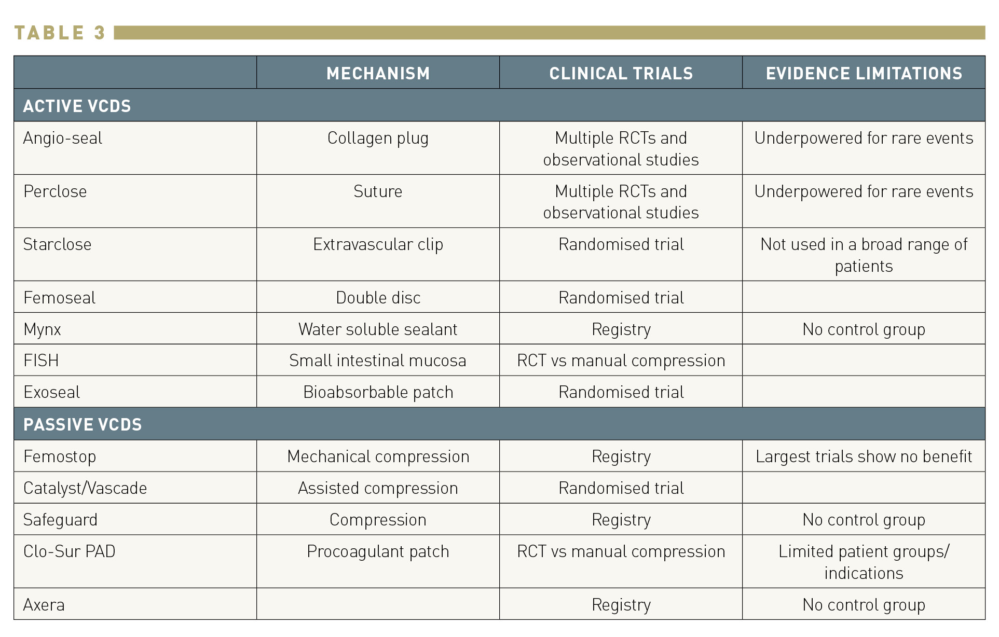 TABLE 3
MECHANISM CLINICAL TRIALS EVIDENCE LIMITATIONS
ACTIVE VCDS
Angio-seal Collagen plug Multiple RCTs and observational studies Underpowered for rare events
Perclose Suture Multiple RCTs and observational studies Underpowered for rare events
Starclose Extravascular clip Randomised trial Not used in a broad range of patients
Femoseal Double disc Randomised trial
Mynx Water soluble sealant Registry No control group
FISH Small intestinal mucosa RCT vs manual compression
Exoseal Bioabsorbable patch Randomised trial
PASSIVE VCDS
Femostop Mechanical compression Registry Largest trials show no benefit
Catalyst/Vascade Assisted compression Randomised trial
Safeguard Compression Registry No control group
Clo-Sur PAD Procoagulant patch RCT vs manual compression Limited patient groups/ indications
Axera Registry No control group